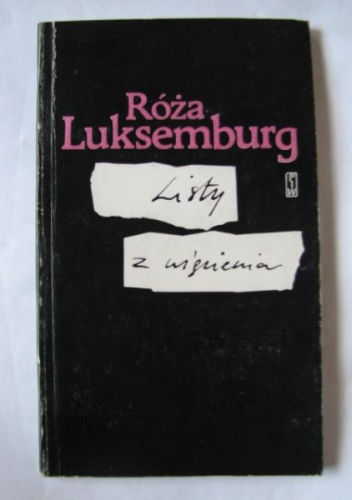 Róża
Luksemburg
Listy
z więzienia